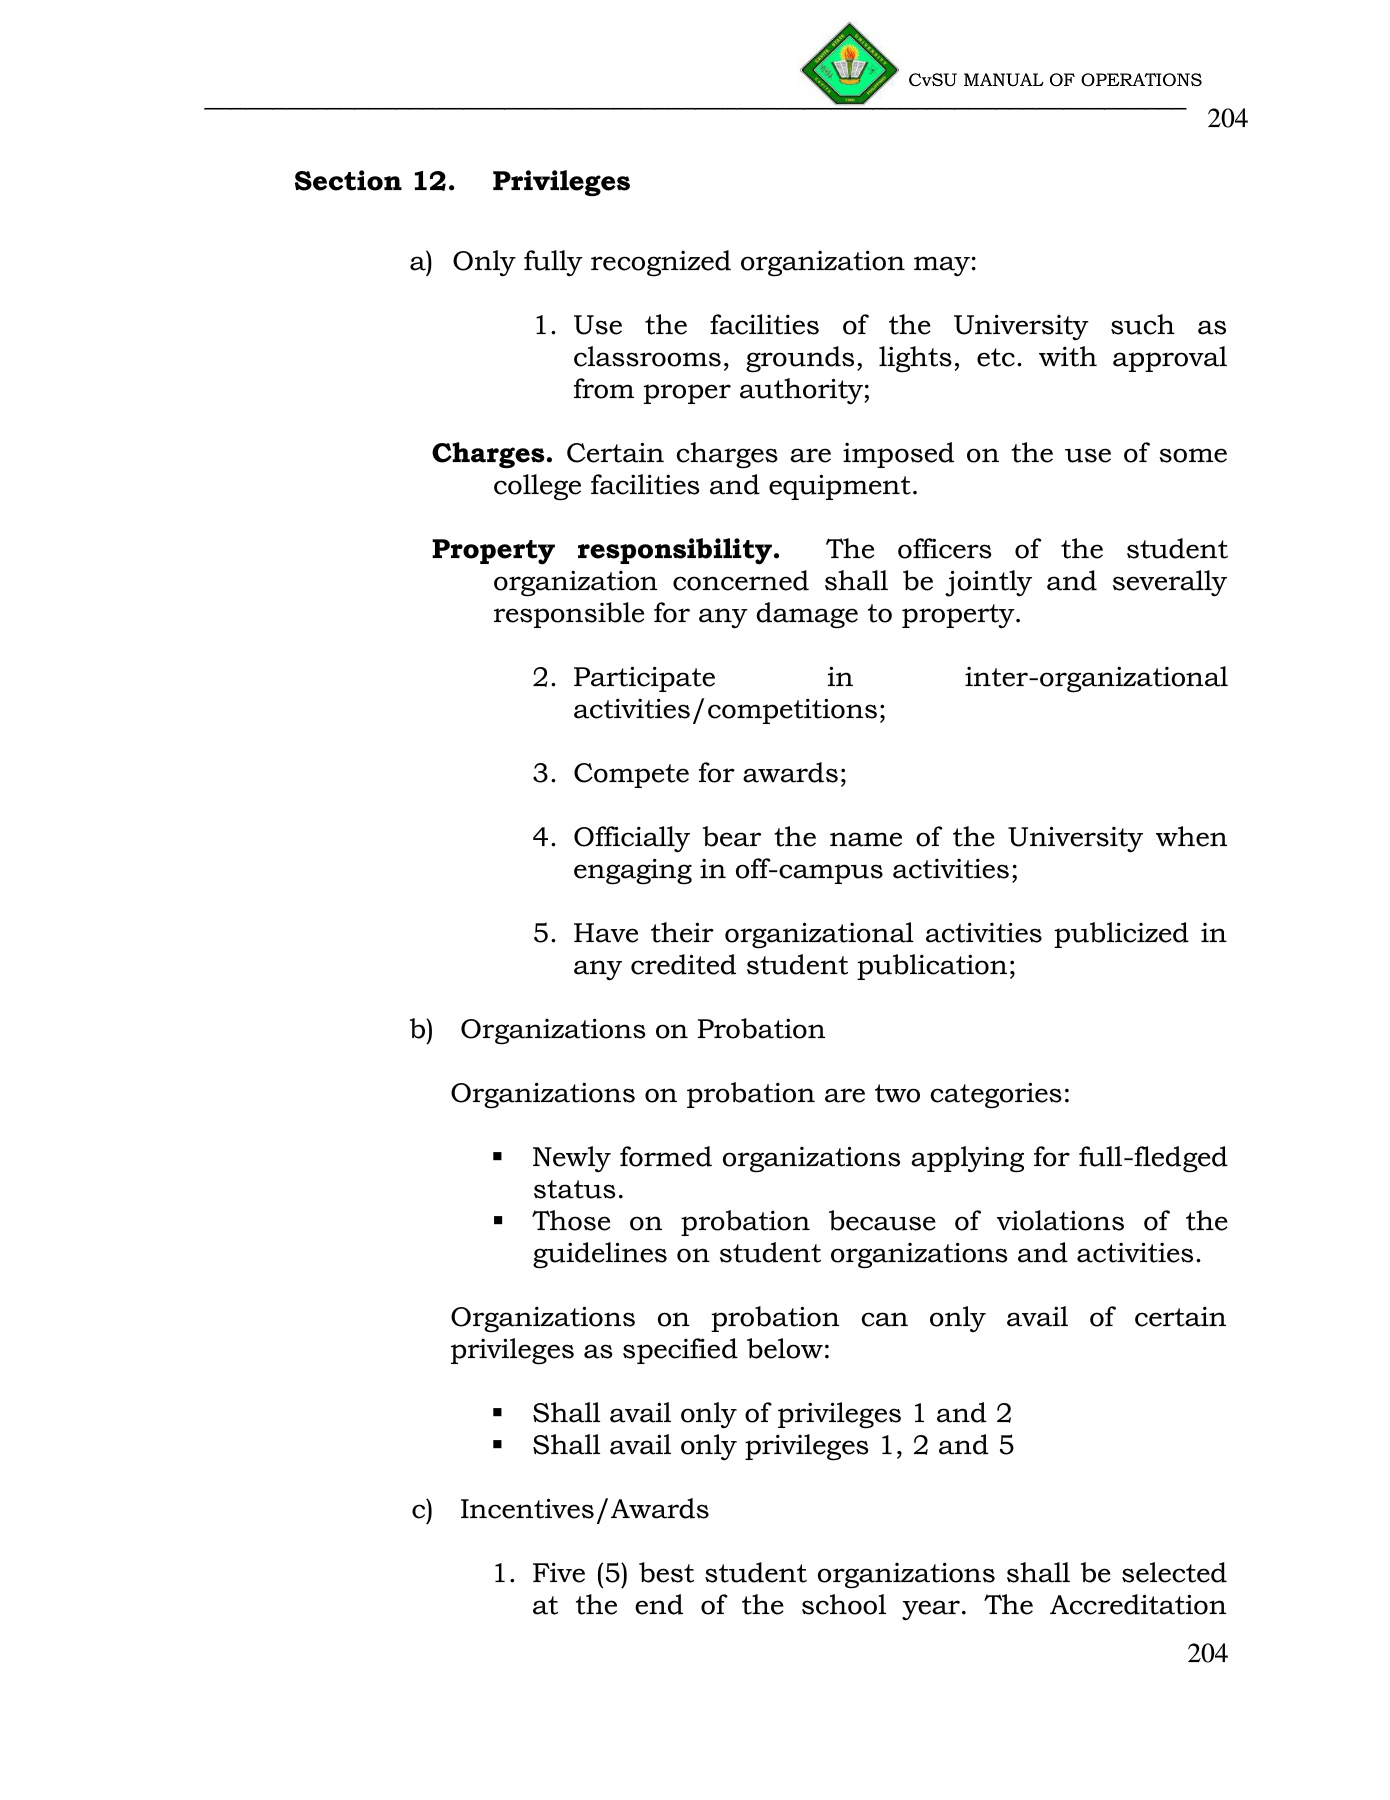 CvSU MANUAL OF OPERATIONS
204
Section 12. Privileges
a) Only fully recognized organization may:
1. Use the facilities of the University such as
classrooms, grounds, lights, etc. with approval
from proper authority;
Charges. Certain charges are imposed on the use of some
college facilities and equipment.
Property responsibility. The officers of the student
organization concerned shall be jointly and severally
responsible for any damage to property.
2. Participate in inter-organizational
activities/competitions;
3. Compete for awards;
4. Officially bear the name of the University when
engaging in off-campus activities;
5. Have their organizational activities publicized in
any credited student publication;
b) Organizations on Probation
Organizations on probation are two categories:
▪ Newly formed organizations applying for full-fledged
status.
▪ Those on probation because of violations of the
guidelines on student organizations and activities.
Organizations on probation can only avail of certain
privileges as specified below:
▪ Shall avail only of privileges 1 and 2
▪ Shall avail only privileges 1, 2 and 5
c) Incentives/Awards
1. Five (5) best student organizations shall be selected
at the end of the school year. The Accreditation
204